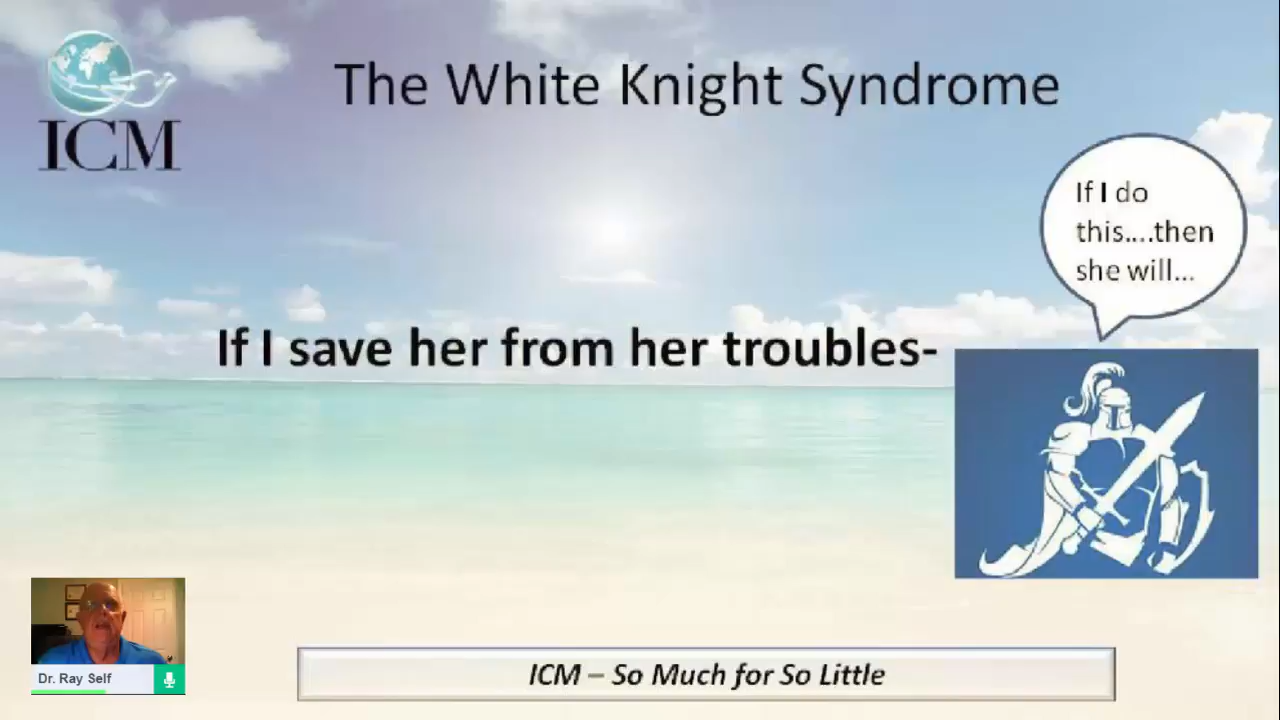 ICM
The White Knight Syndrome
If I do
this....then
she will...
If I save her from her troubles-
Dr. Ray Self
ICM – So Much for So Little